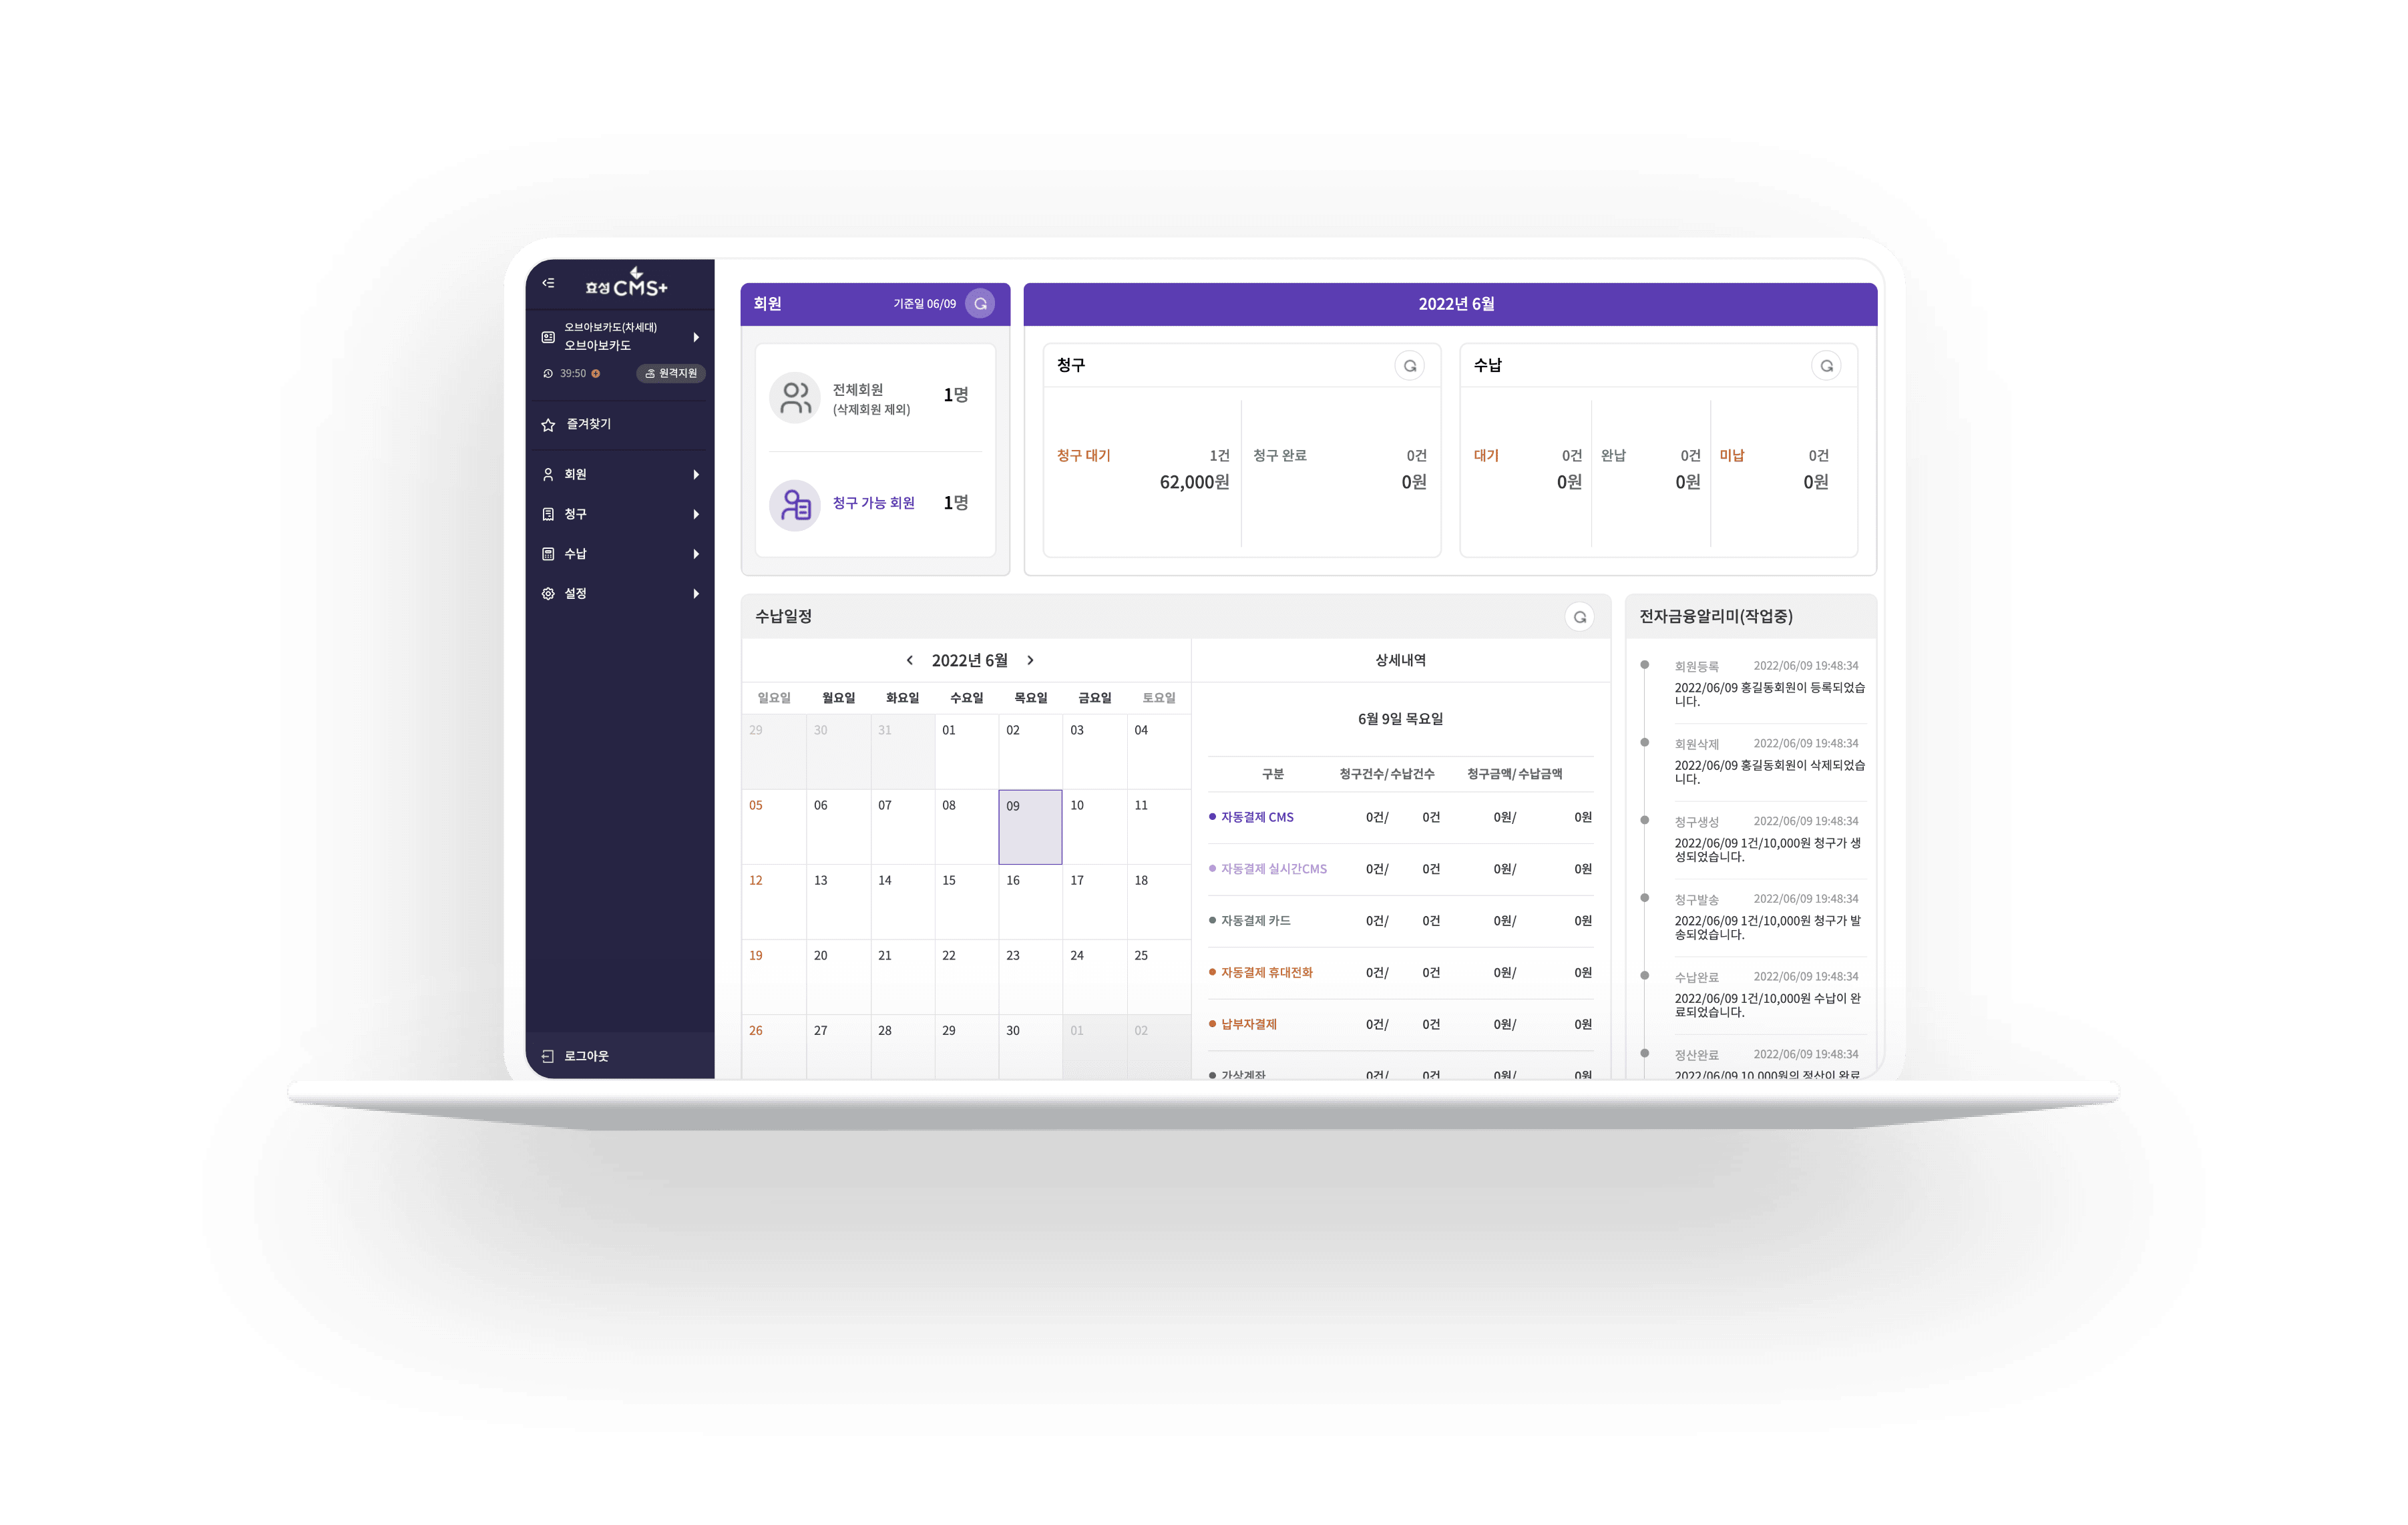 효성 CMS+
오브아보카도(차세대)
오브아보카도
39:50
원격지원
즐겨찾기
회원
청구
수납
설정
로그아웃
회원
기준일 06/09
전체회원
(삭제회원 제외)
1명
청구 가능 회원
1명
2022년 6월
청구
청구 대기
1건
62,000원
청구 완료
0건
0원
수납
대기
0건
0원
완납
0건
0원
미납
0건
0원
수납일정
2022년 6월
일요일 월요일 화요일 수요일 목요일 금요일 토요일
29 30 31 01 02 03 04
05 06 07 08 09 10 11
12 13 14 15 16 17 18
19 20 21 22 23 24 25
26 27 28 29 30 01 02
상세내역
6월 9일 목요일
구분 청구건수/ 수납건수 청구금액/ 수납금액
자동결제 CMS 0건/ 0건 0원/ 0원
자동결제 실시간CMS 0건/ 0건 0원/ 0원
자동결제 카드 0건/ 0건 0원/ 0원
자동결제 휴대전화 0건/ 0건 0원/ 0원
납부자결제 0건/ 0건 0원/ 0원
가상계좌 0건/ 0건 0원/ 0원
전자금융알리미(작업중)
회원등록 2022/06/09 19:48:34
2022/06/09 홍길동회원이 등록되었습
니다.
회원삭제 2022/06/09 19:48:34
2022/06/09 홍길동회원이 삭제되었습
니다.
청구생성 2022/06/09 19:48:34
2022/06/09 1건/10,000원 청구가 생
성되었습니다.
청구발송 2022/06/09 19:48:34
2022/06/09 1건/10,000원 청구가 발
송되었습니다.
수납완료 2022/06/09 19:48:34
2022/06/09 1건/10,000원 수납이 완
료되었습니다.
정산완료 2022/06/09 19:48:34
2022/06/09 10,000원의 정산이 완료